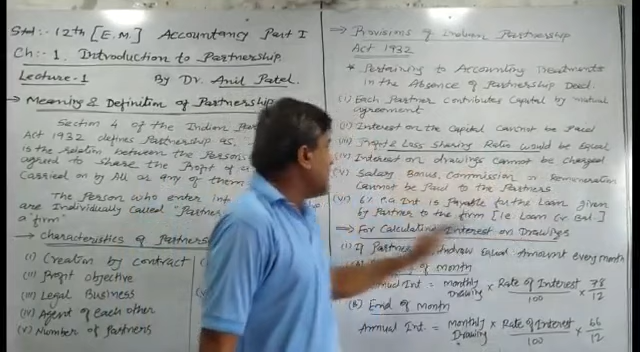 Std:- 12th [E.M.] Accountancy Part I
Ch:- 1. Introduction to Partnership
Lecture-1 By Dr. Anil Patel.
→ Meaning & Definition of Partnership
Section 4 of the Indian Par
Act 1932 defines Partnership as. "
is the relation between the Persons
agreed to Share the Profit of a
Carried on by All or any of them
The Person who enter int
are Individually Called "Partner
a "firm"
→ Characteristics of Partners
(i) Creation by Contract
(ii) Profit objective
(iii) Legal Business
(iv) Agent of each other
(v) Number of Partners
→ Provisions of Indian Partnership
Act 1932
* Pertaining to Accounting Treatments
in the Absence of Partnership Deed.
(i) Each Partner Contributes Capital by mutual
agreement
(ii) Interest on the Capital Cannot be Paid
(iii) Profit & Loss Sharing Ratio would be Equal
(iv) Interest on drawings Cannot be Charged
(v) Salary Bonus, Commission or Remuneration
Cannot be Paid to the Partners
(vi) 6% P.a. Int is Payable for the Loan given
by Partner to the firm [i.e. Loan Cr Bal.]
→ For Calculating Interest on Drawings
(i) If Partner withdraw Equal Amount every month
of month
Annual Int = monthly Drawing × Rate of Interest / 100 × 78 / 12
(b) End of month
Annual Int. = Monthly Drawing × Rate of Interest / 100 × 66 / 12